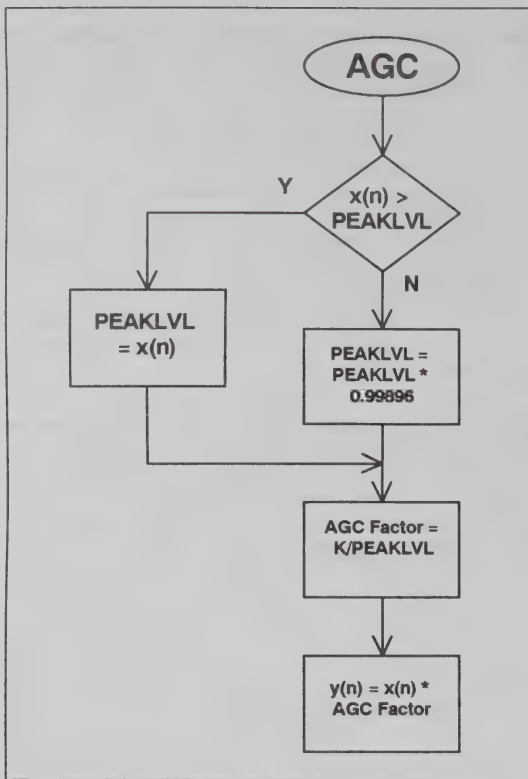 AGC
x(n) >
PEAKLVL
Y
N
PEAKLVL
= x(n)
PEAKLVL =
PEAKLVL *
0.99896
AGC Factor =
K/PEAKLVL
y(n) = x(n) *
AGC Factor